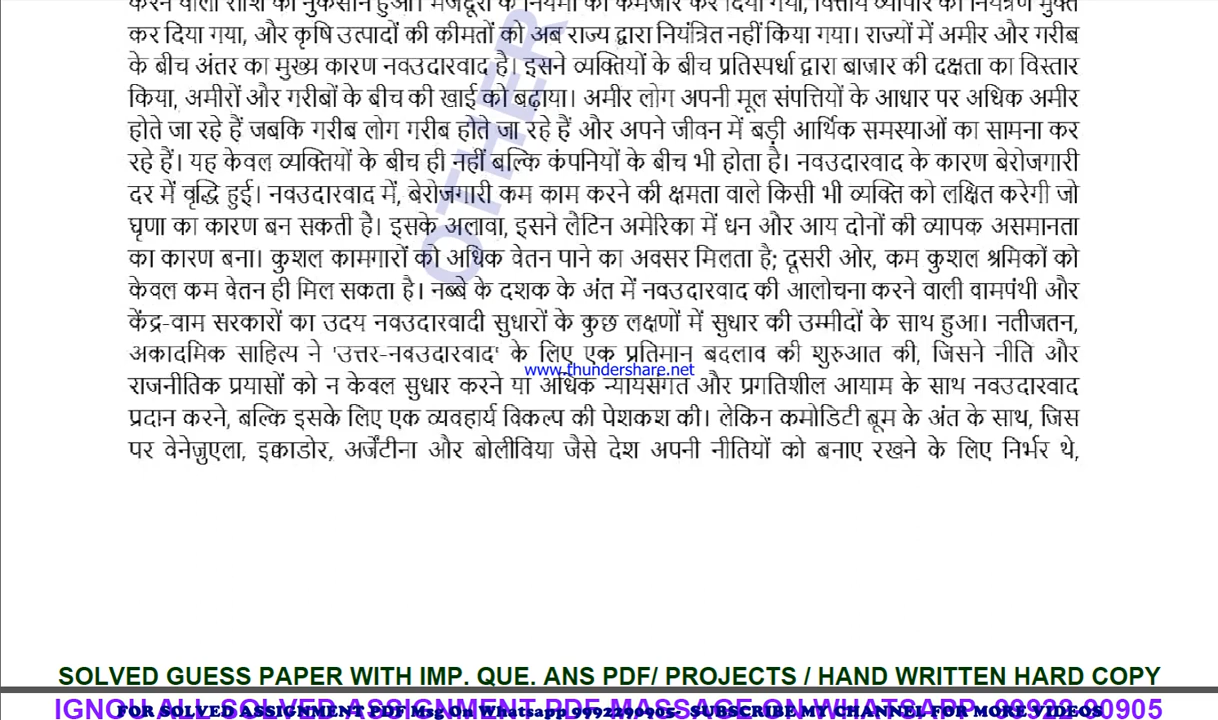 करने वाली राशि का नुकसान हुआ। मजदूरी के नियमों को कमजोर कर दिया गया, वित्तीय व्यापार को नियंत्रण मुक्त
कर दिया गया, और कृषि उत्पादों की कीमतों को अब राज्य द्वारा नियंत्रित नहीं किया गया। राज्यों में अमीर और गरीब
के बीच अंतर का मुख्य कारण नवउदारवाद है। इसने व्यक्तियों के बीच प्रतिस्पर्धा द्वारा बाजार की दक्षता का विस्तार
किया, अमीरों और गरीबों के बीच की खाई को बढ़ाया। अमीर लोग अपनी मूल संपत्तियों के आधार पर अधिक अमीर
होते जा रहे हैं जबकि गरीब लोग गरीब होते जा रहे हैं और अपने जीवन में बड़ी आर्थिक समस्याओं का सामना कर
रहे हैं। यह केवल व्यक्तियों के बीच ही नहीं बल्कि कंपनियों के बीच भी होता है। नवउदारवाद के कारण बेरोजगारी
दर में वृद्धि हुई। नवउदारवाद में, बेरोजगारी कम काम करने की क्षमता वाले किसी भी व्यक्ति को लक्षित करेगी जो
घृणा का कारण बन सकती है। इसके अलावा, इसने लैटिन अमेरिका में धन और आय दोनों की व्यापक असमानता
का कारण बना। कुशल कामगारों को अधिक वेतन पाने का अवसर मिलता है; दूसरी ओर, कम कुशल श्रमिकों को
केवल कम वेतन ही मिल सकता है। नब्बे के दशक के अंत में नवउदारवाद की आलोचना करने वाली वामपंथी और
केंद्र-वाम सरकारों का उदय नवउदारवादी सुधारों के कुछ लक्षणों में सुधार की उम्मीदों के साथ हुआ। नतीजतन,
अकादमिक साहित्य ने 'उत्तर-नवउदारवाद' के लिए एक प्रतिमान बदलाव की शुरुआत की, जिसने नीति और
www.thundershare.net
राजनीतिक प्रयासों को न केवल सुधार करने या अधिक न्यायसंगत और प्रगतिशील आयाम के साथ नवउदारवाद
प्रदान करने, बल्कि इसके लिए एक व्यवहार्य विकल्प की पेशकश की। लेकिन कमोडिटी बूम के अंत के साथ, जिस
पर वेनेजुएला, इक्वाडोर, अर्जेंटीना और बोलीविया जैसे देश अपनी नीतियों को बनाए रखने के लिए निर्भर थे,
OTHER
SOLVED GUESS PAPER WITH IMP. QUE. ANS PDF/ PROJECTS / HAND WRITTEN HARD COPY
IGNOU ALL SOLVED ASSIGNMENT PDF MASSAGE ON WHATSAPP- 9992290905
FOR SOLVED ASSIGNMENT PDF Msg On Whatsapp 9992290905- SUBSCRIBE MY CHANNEL FOR MORE VIDEOS